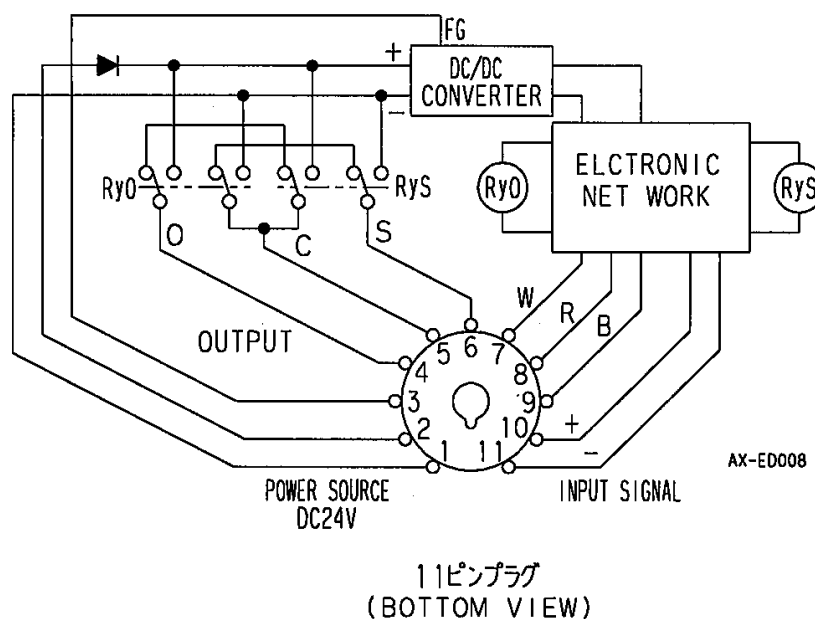 FG
+
-
DC/DC
CONVERTER
ELCTRONIC
NET WORK
RyO
RyS
RyO
RyS
O
C
S
W
R
B
OUTPUT
1
2
3
4
5
6
7
8
9
10
11
+
-
AX-ED008
POWER SOURCE
DC24V
INPUT SIGNAL
11ピンプラグ
(BOTTOM VIEW)